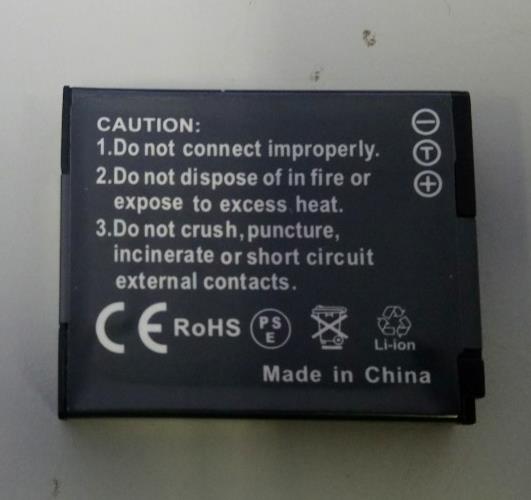 CAUTION:
1.Do not connect improperly.
2.Do not dispose of in fire or
expose to excess heat.
3.Do not crush, puncture,
incinerate or short circuit
external contacts.
− 
T
+
CE RoHS PS E
Li-ion
Made in China